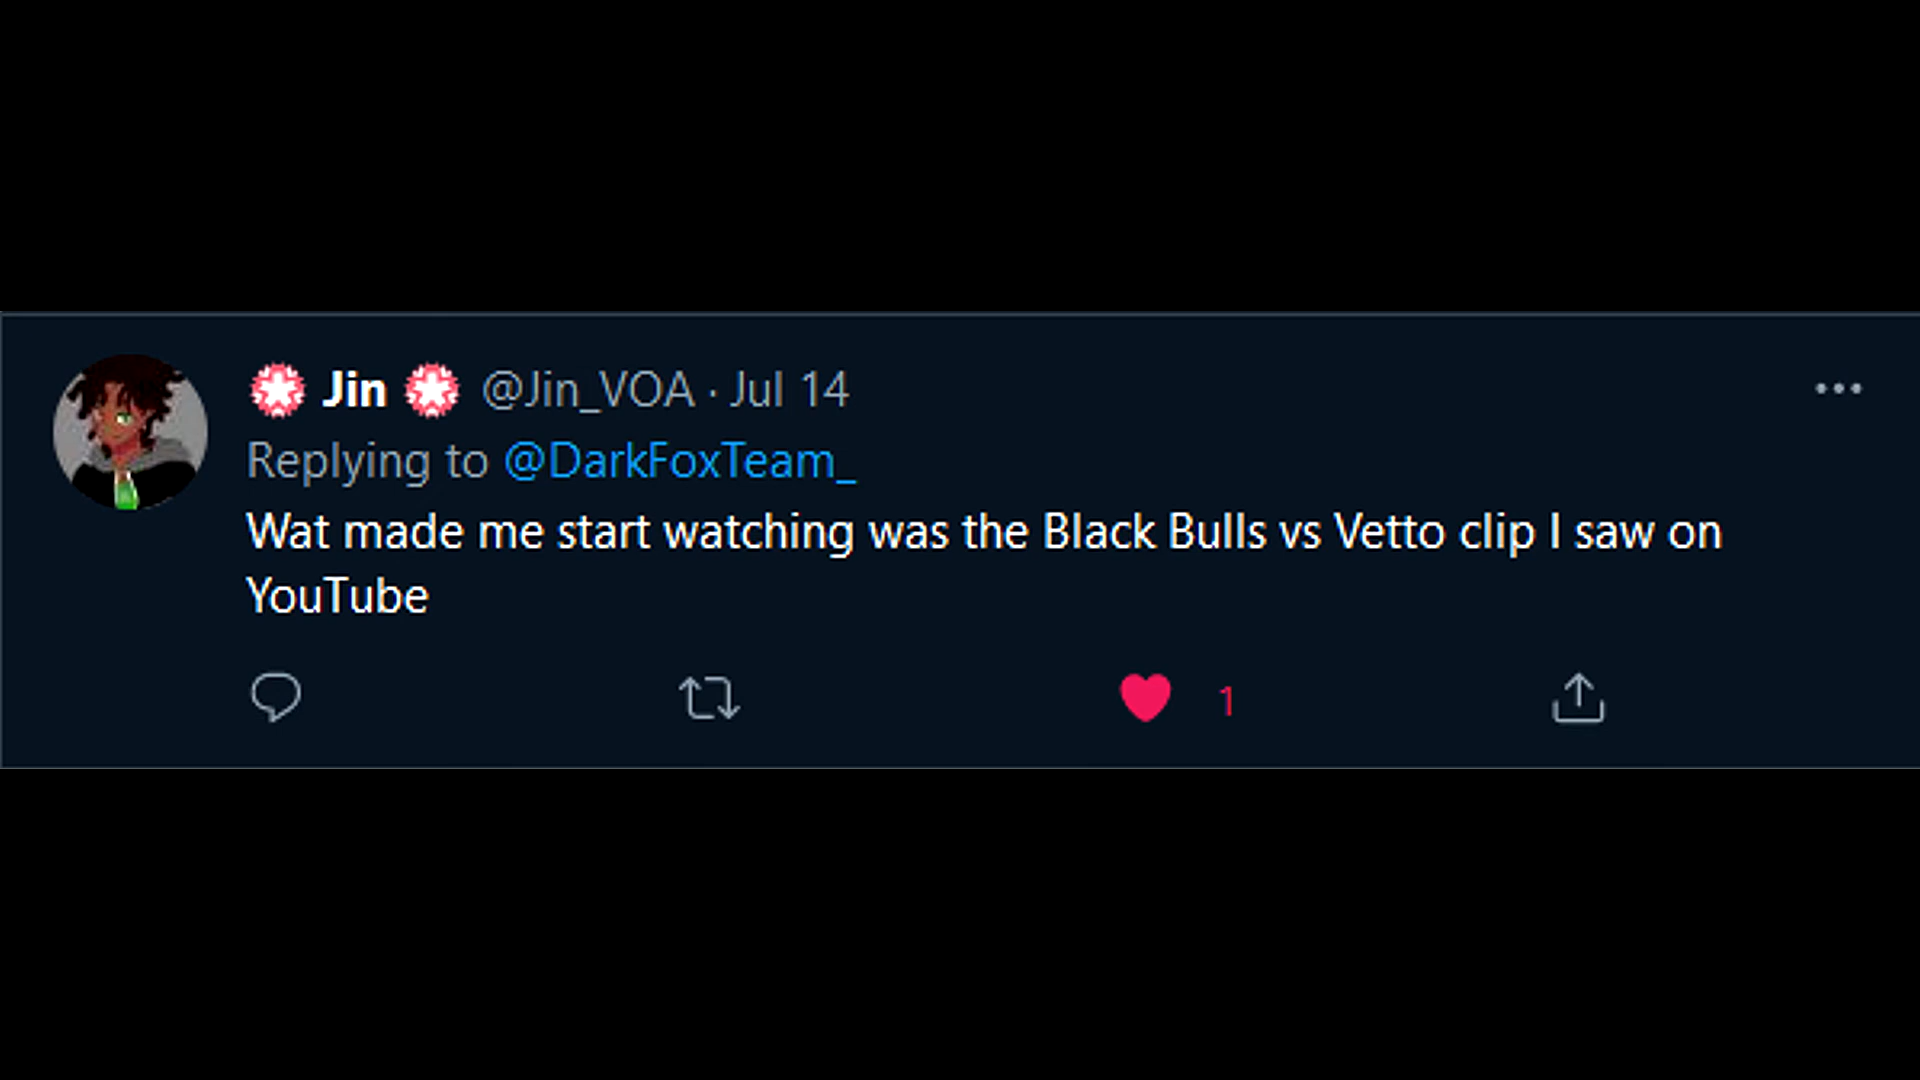 Jin @Jin_VOA · Jul 14
Replying to @DarkFoxTeam_
Wat made me start watching was the Black Bulls vs Vetto clip I saw on
YouTube
1